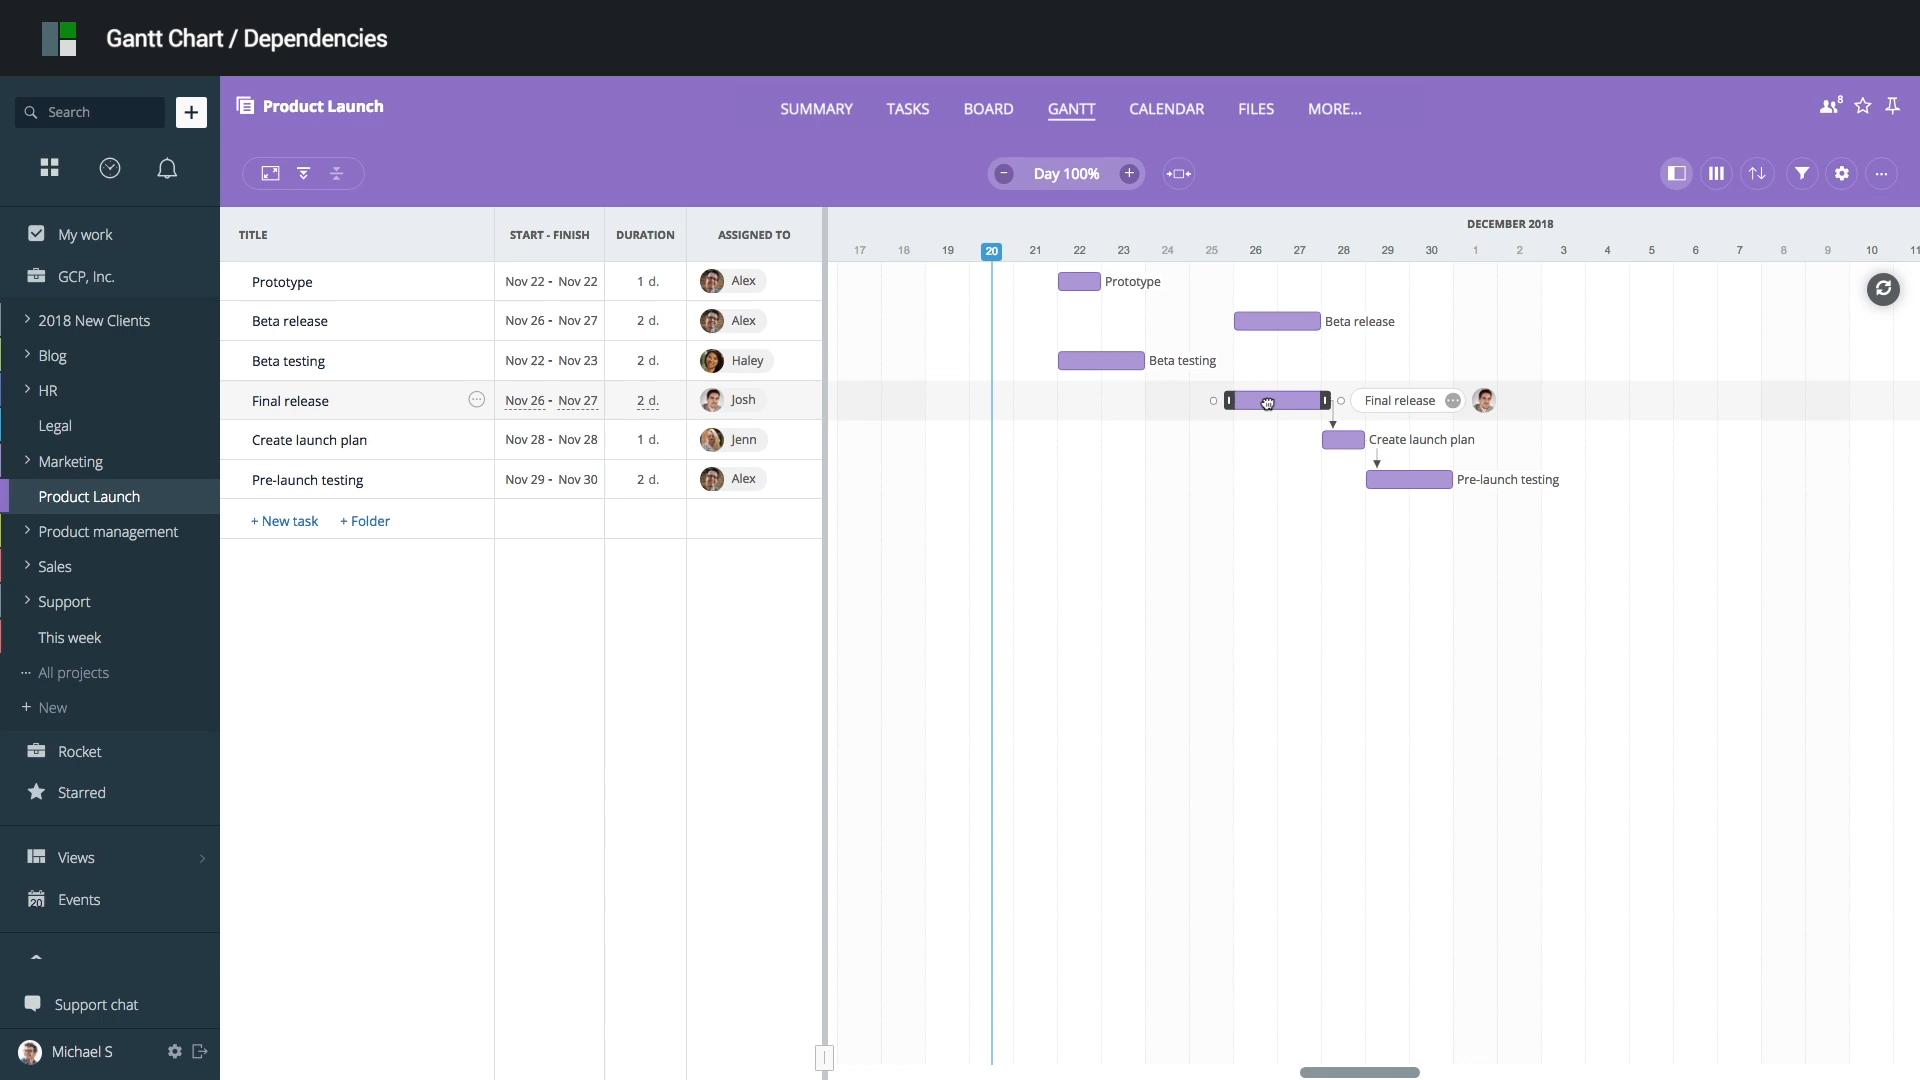 Gantt Chart / Dependencies
Search
Product Launch
SUMMARY TASKS BOARD GANTT CALENDAR FILES MORE...
8
Day 100%
My work
GCP, Inc.
2018 New Clients
Blog
HR
Legal
Marketing
Product Launch
Product management
Sales
Support
This week
All projects
+ New
Rocket
Starred
Views
20 Events
Support chat
Michael S
TITLE START - FINISH DURATION ASSIGNED TO
Prototype Nov 22 - Nov 22 1 d. Alex
Beta release Nov 26 - Nov 27 2 d. Alex
Beta testing Nov 22 - Nov 23 2 d. Haley
Final release Nov 26 - Nov 27 2 d. Josh
Create launch plan Nov 28 - Nov 28 1 d. Jenn
Pre-launch testing Nov 29 - Nov 30 2 d. Alex
+ New task + Folder
DECEMBER 2018
17 18 19 20 21 22 23 24 25 26 27 28 29 30 1 2 3 4 5 6 7 8 9 10 11
Prototype
Beta release
Beta testing
Final release
Create launch plan
Pre-launch testing